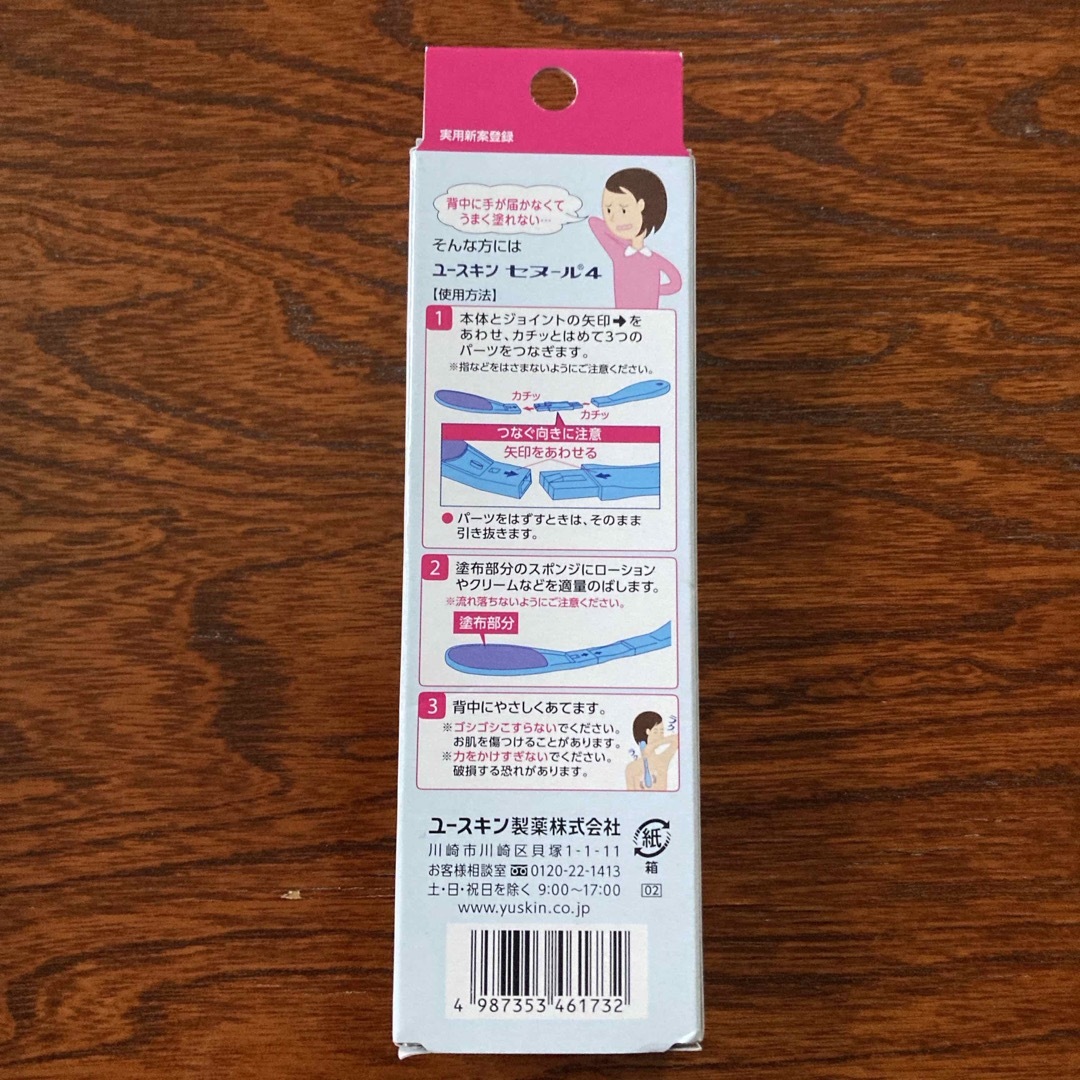 実用新案登録
背中に手が届かなくて
うまく塗れない…
そんな方には
ユースキン セヌール®4
【使用方法】
1 本体とジョイントの矢印➡を
あわせ、カチッとはめて3つの
パーツをつなぎます。
※指などをはさまないようにご注意ください。
カチッ
カチッ
つなぐ向きに注意
矢印をあわせる
●パーツをはずすときは、そのまま
引き抜きます。
2 塗布部分のスポンジにローション
やクリームなどを適量のばします。
※流れ落ちないようにご注意ください。
塗布部分
3 背中にやさしくあてます。
※ゴシゴシこすらないでください。
お肌を傷つけることがあります。
※力をかけすぎないでください。
破損する恐れがあります。
ユースキン製薬株式会社
川崎市川崎区貝塚1-1-11
お客様相談室 0120-22-1413
土・日・祝日を除く 9:00〜17:00
www.yuskin.co.jp
紙
箱
02
4 987353 461732